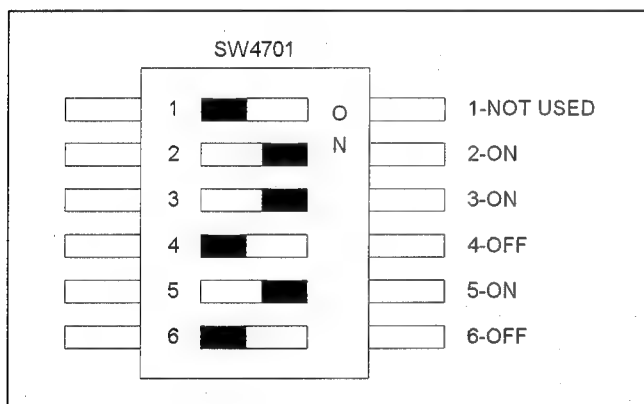 SW4701
1 O 1-NOT USED
2 N 2-ON
3 3-ON
4 4-OFF
5 5-ON
6 6-OFF